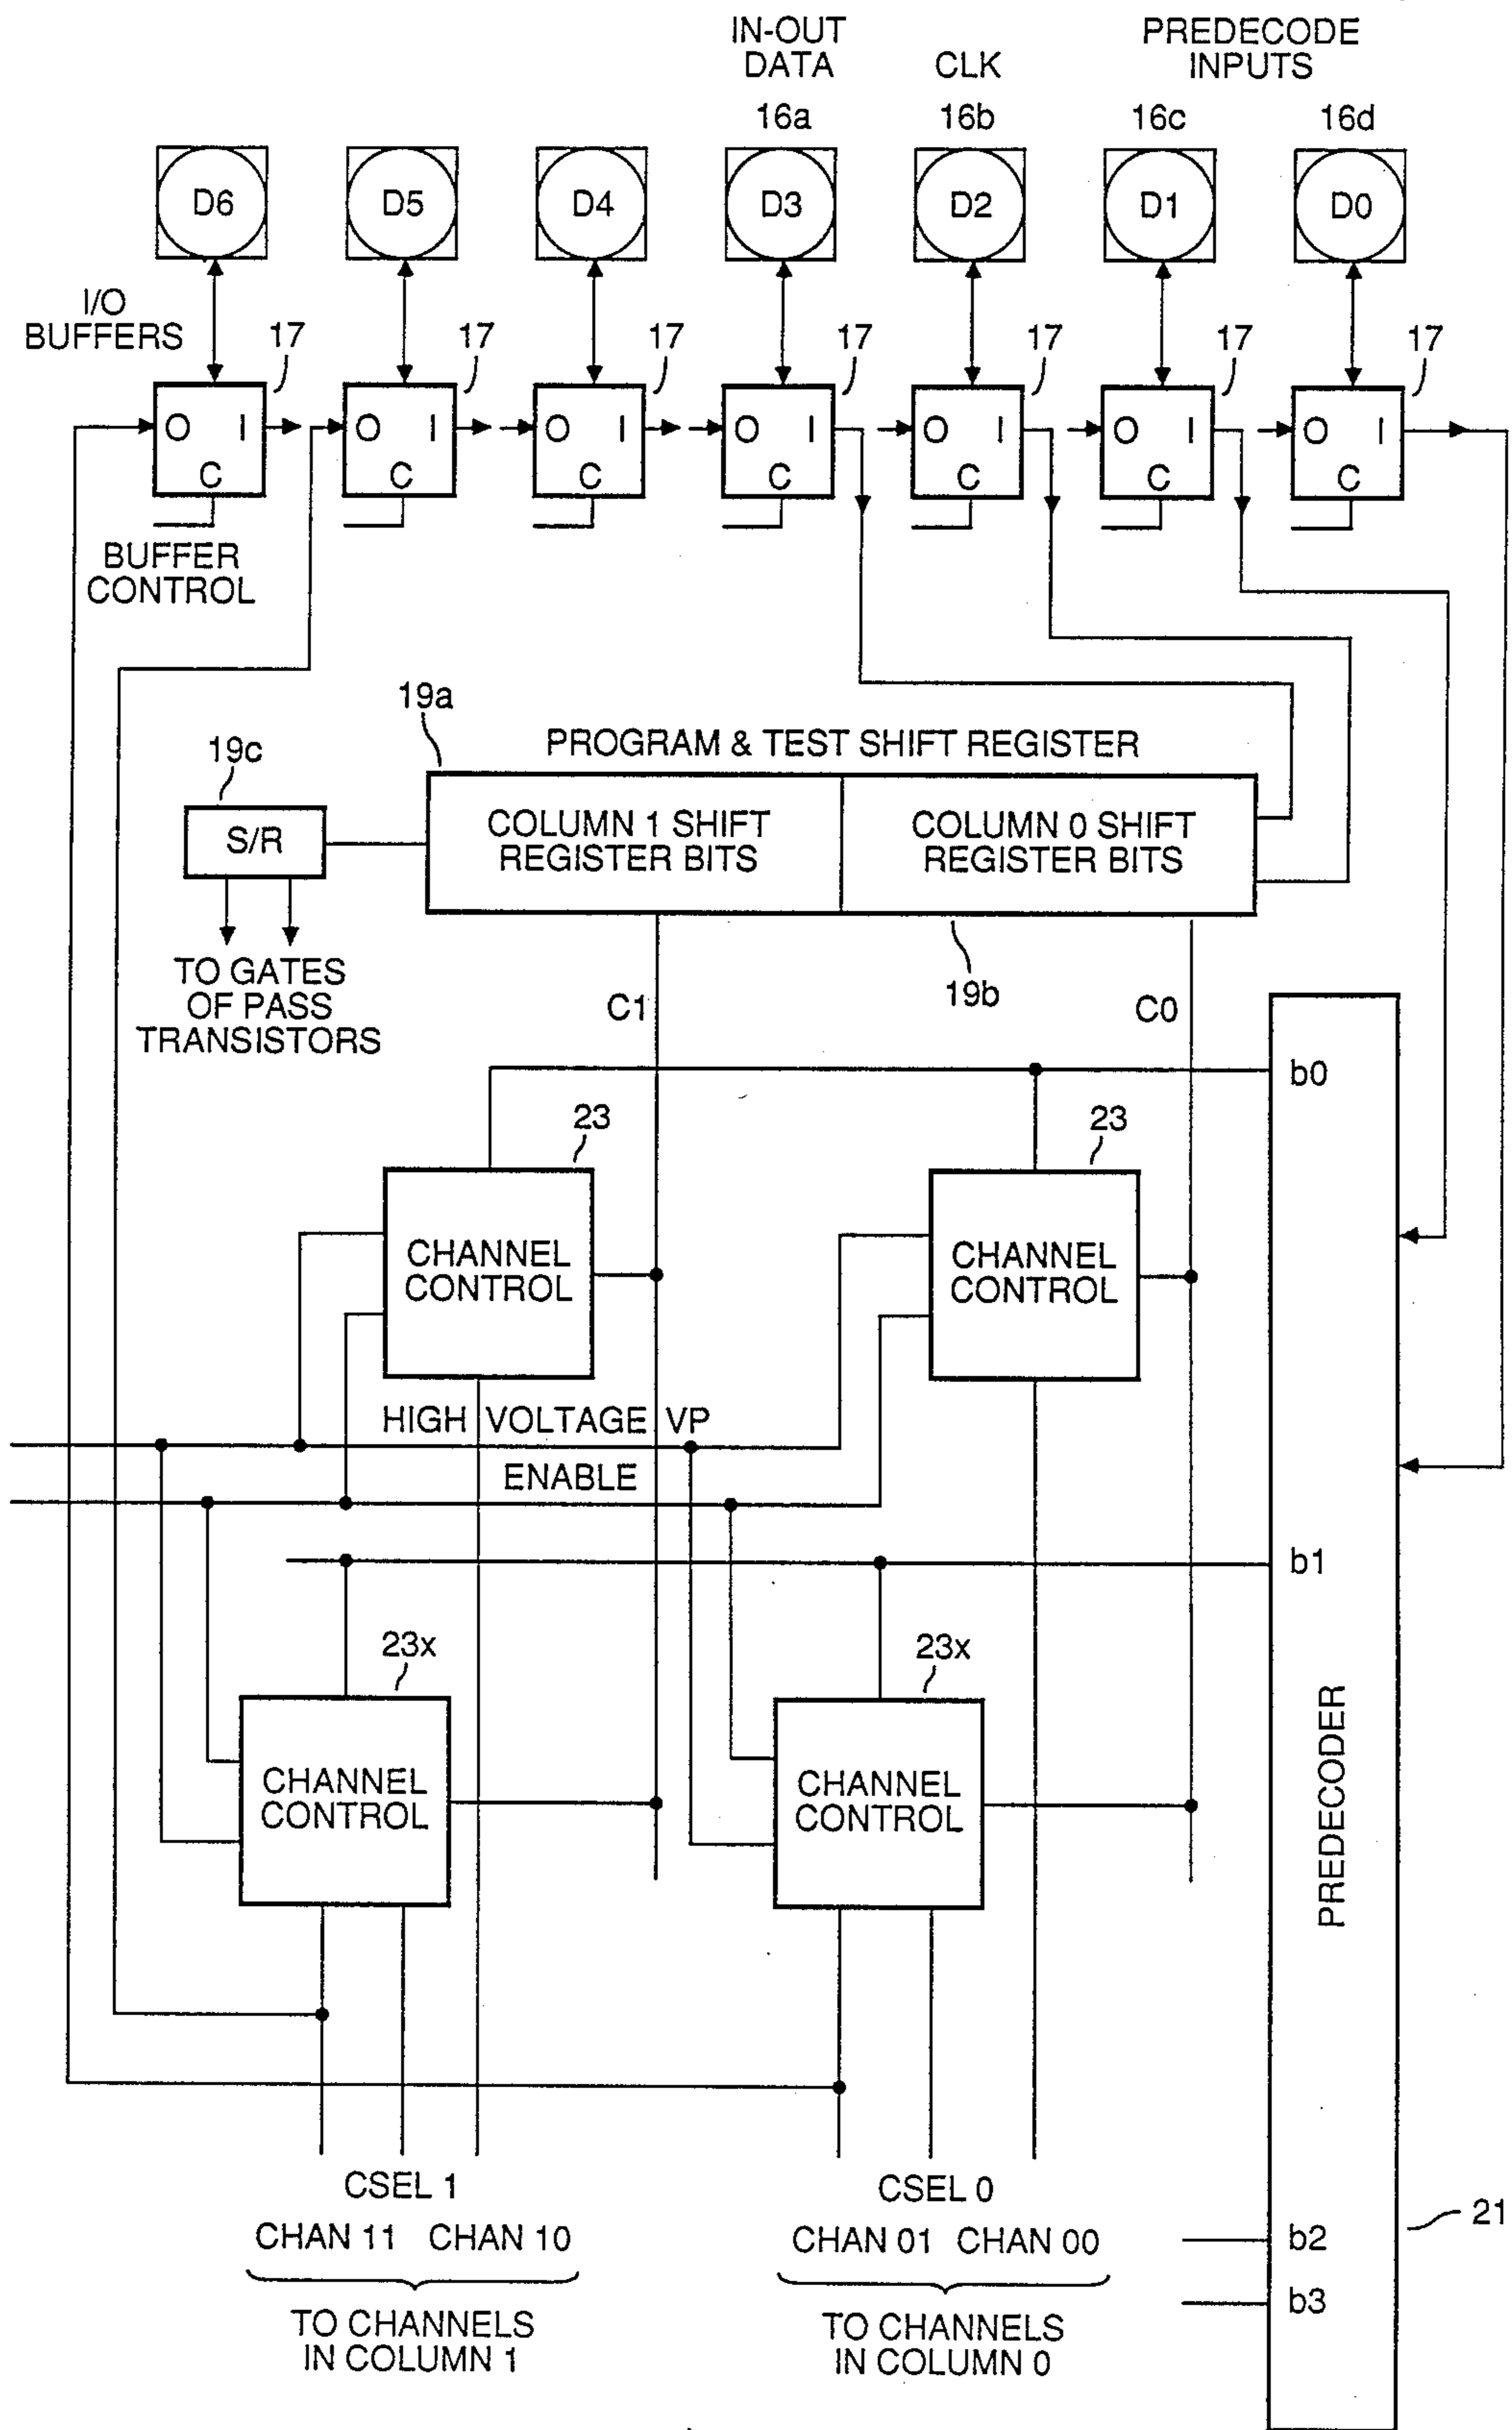 IN-OUT
DATA
CLK
PREDECODE
INPUTS
16a
16b
16c
16d
D6
D5
D4
D3
D2
D1
D0
I/O
BUFFERS
17
17
17
17
17
17
17
O I
O I
O I
O I
O I
O I
O I
C
C
C
C
C
C
C
BUFFER
CONTROL
19a
PROGRAM & TEST SHIFT REGISTER
19c
S/R
COLUMN 1 SHIFT
REGISTER BITS
COLUMN 0 SHIFT
REGISTER BITS
TO GATES
OF PASS
TRANSISTORS
19b
C1
C0
b0
23
23
CHANNEL
CONTROL
CHANNEL
CONTROL
HIGH VOLTAGE VP
ENABLE
b1
23x
23x
CHANNEL
CONTROL
CHANNEL
CONTROL
PREDECODER
CSEL 1
CSEL 0
CHAN 11 CHAN 10
CHAN 01 CHAN 00
b2
21
b3
TO CHANNELS
IN COLUMN 1
TO CHANNELS
IN COLUMN 0